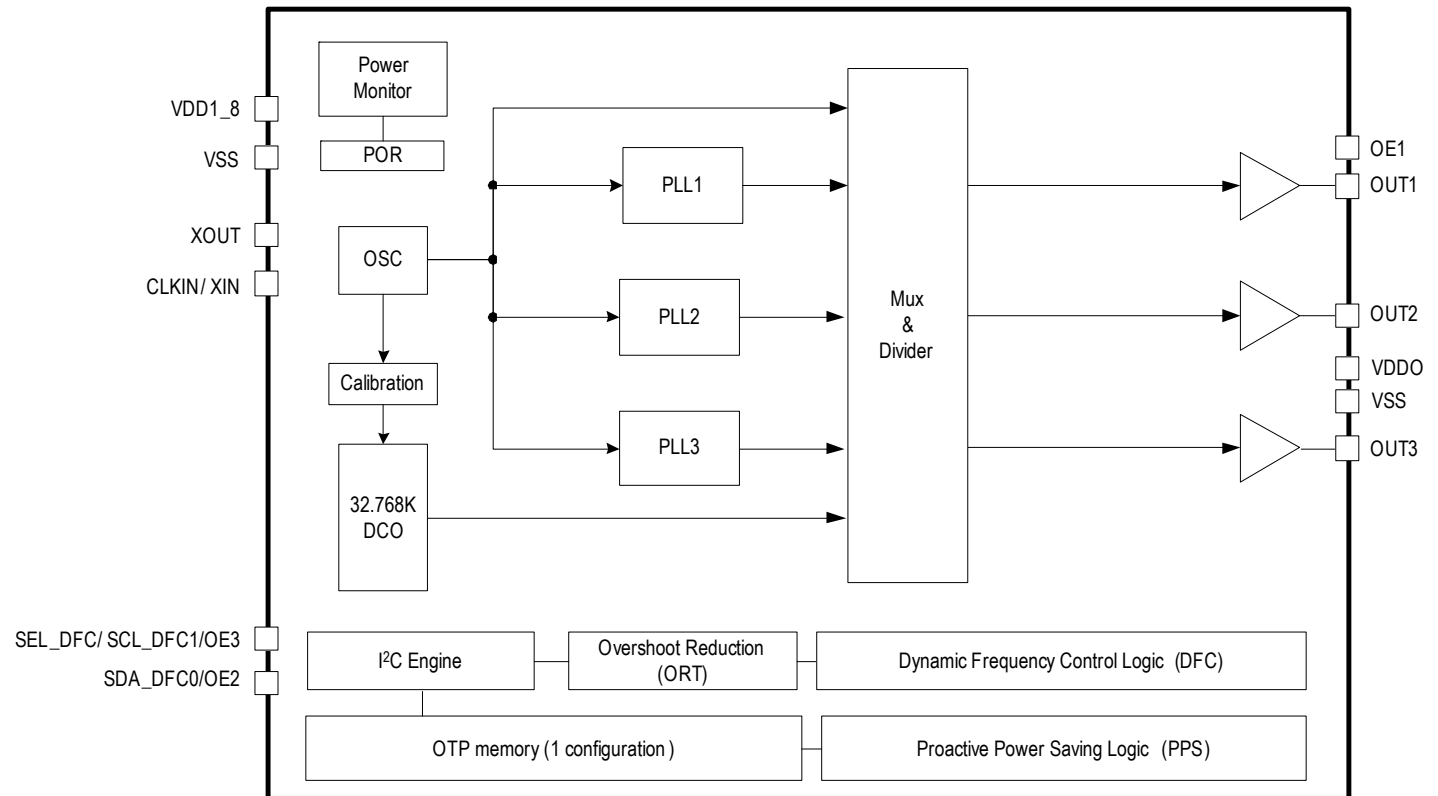 Power
Monitor
VDD1_8
POR
VSS
OE1
OUT1
PLL1
XOUT
OSC
CLKIN/ XIN
PLL2
Mux
&
Divider
OUT2
VDDO
Calibration
VSS
PLL3
OUT3
32.768K
DCO
SEL_DFC/ SCL_DFC1/OE3
SDA_DFC0/OE2
I²C Engine
Overshoot Reduction
(ORT)
Dynamic Frequency Control Logic (DFC)
OTP memory (1 configuration )
Proactive Power Saving Logic (PPS)